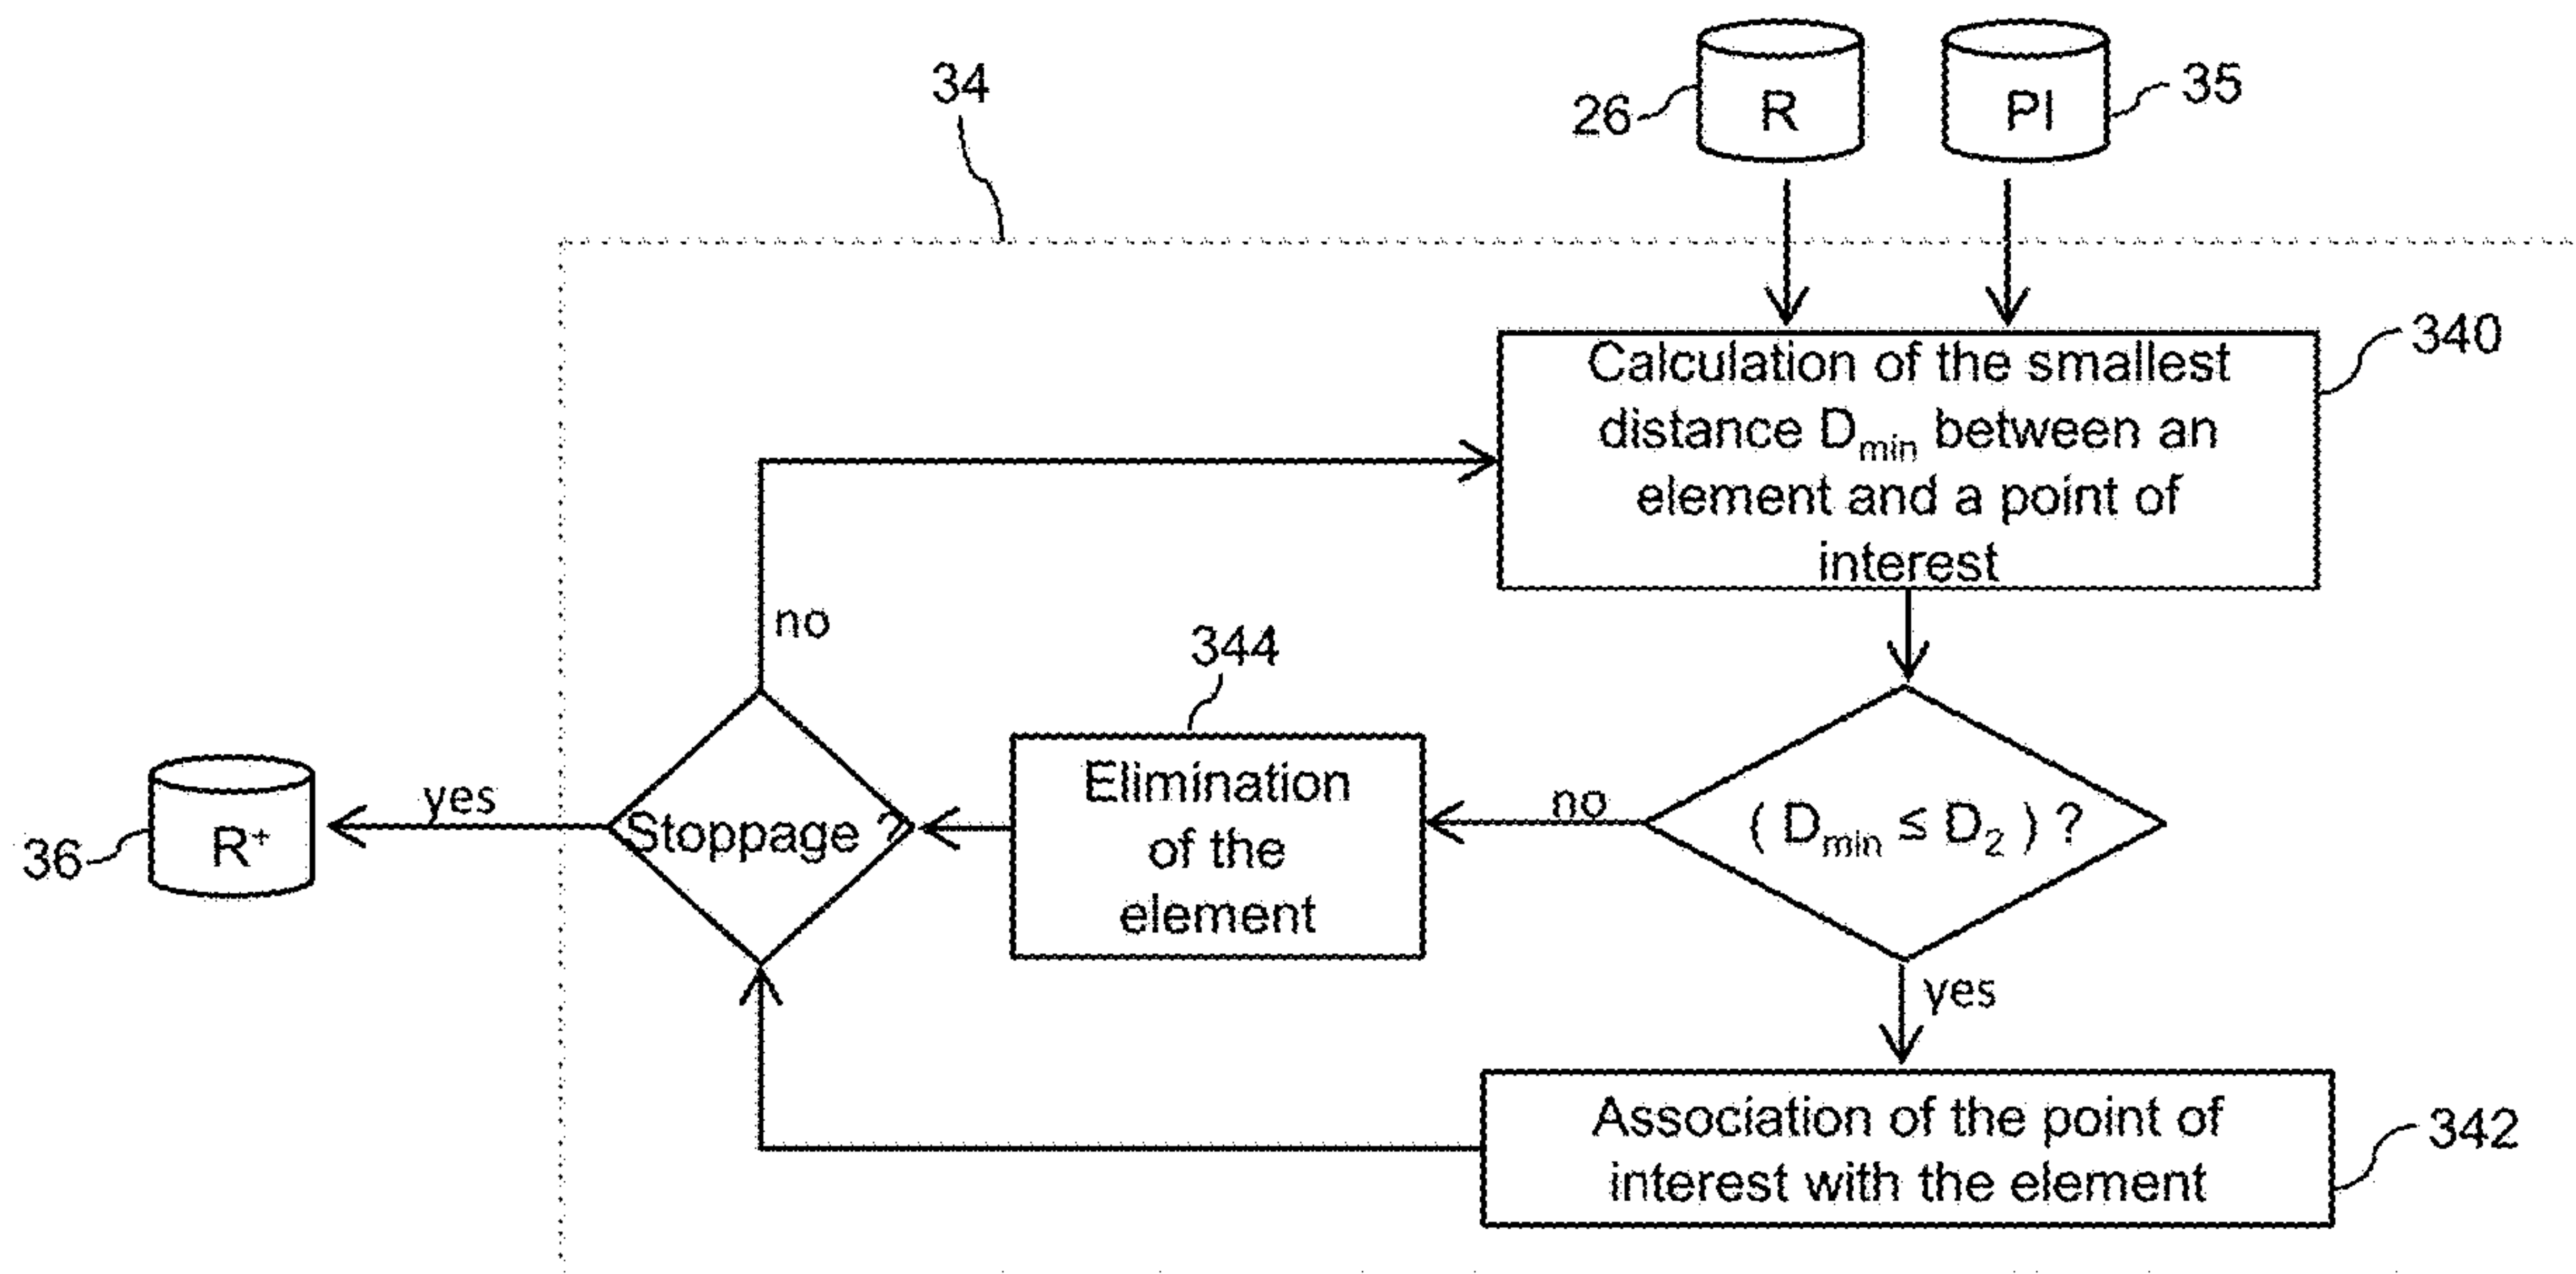 34
26
R
PI
35
340
Calculation of the smallest
distance Dmin between an
element and a point of
interest
no
344
Elimination
of the
element
Stoppage ?
yes
R+
36
no
( Dmin ≤ D2 ) ?
yes
Association of the point of
interest with the element
342